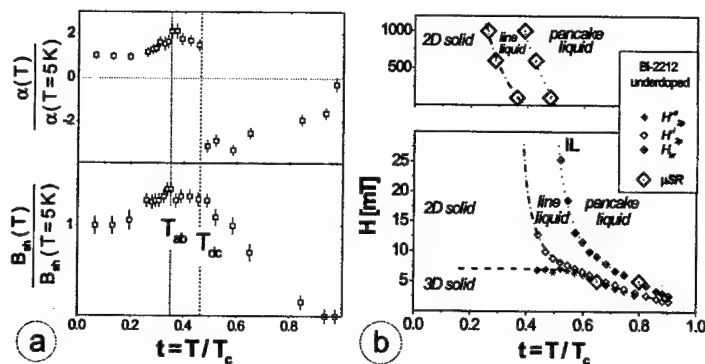 α(T)
α(T=5K)
2
0
-2
B_sh(T)
B_sh(T=5K)
1
T_ab
T_dc
0.0 0.2 0.4 0.6 0.8 1.0
t=T/T_c
a
1000
500
2D solid
line
liquid
pancake
liquid
BI-2212
underdoped
H_ir
μSR
H [mT]
25
20
15
10
5
IL
2D solid
line
liquid
pancake
liquid
3D solid
0.0 0.2 0.4 0.6 0.8 1.0
t=T/T_c
b